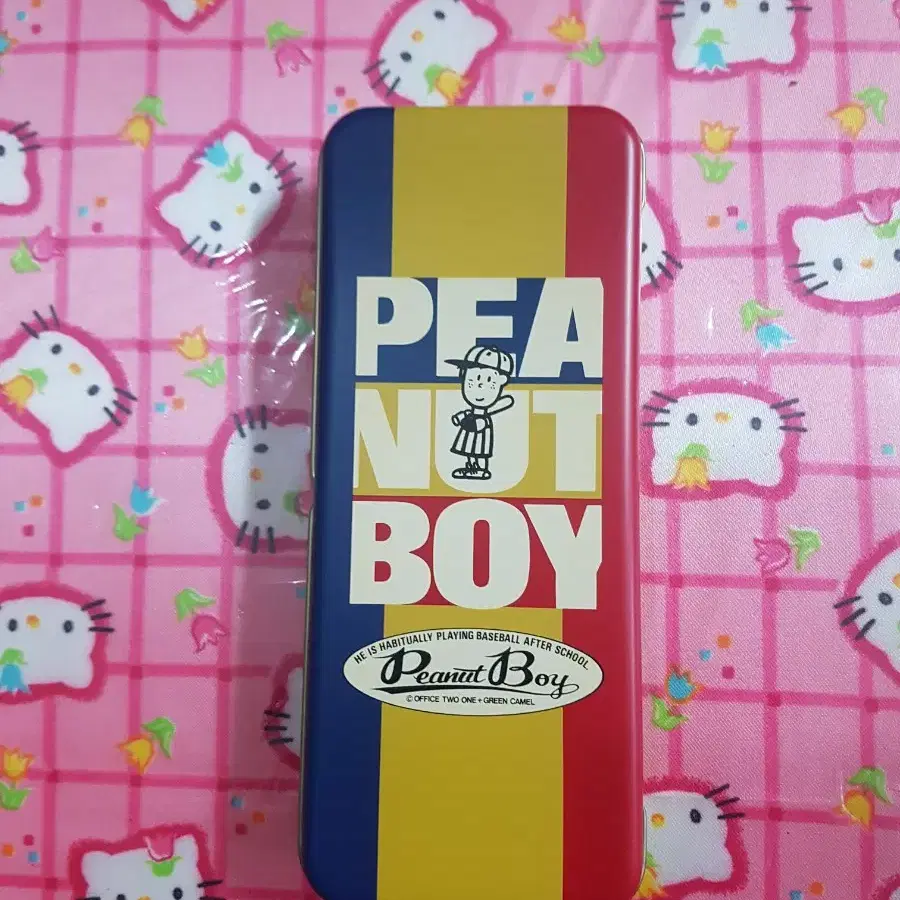 PEA
NUT
BOY
HE IS HABITUALLY PLAYING BASEBALL AFTER SCHOOL.
Peanut Boy
© OFFICE TWO ONE + GREEN CAMEL